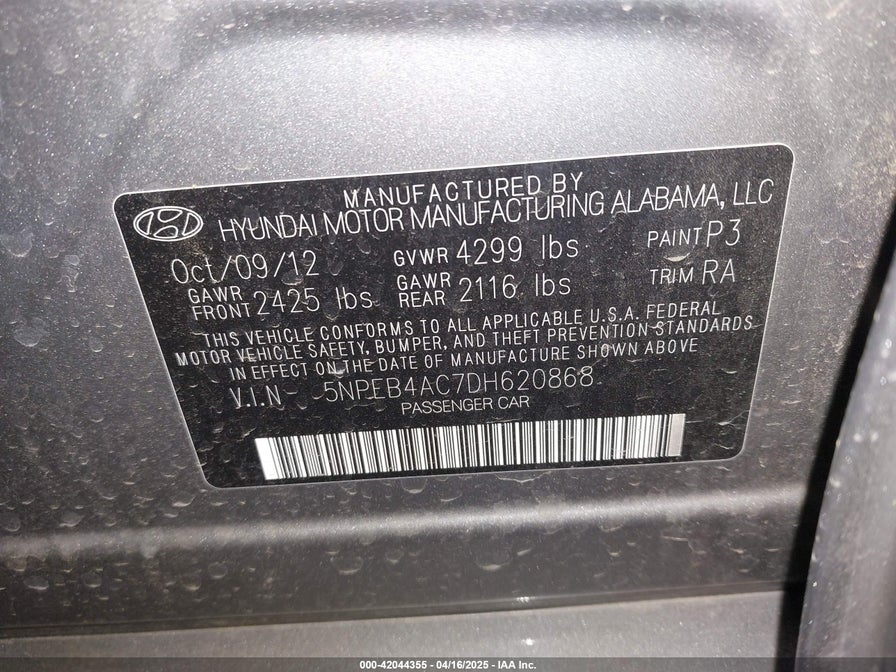 MANUFACTURED BY
HYUNDAI MOTOR MANUFACTURING ALABAMA, LLC
Oct/09/12 GVWR 4299 lbs PAINT P3
GAWR FRONT 2425 lbs GAWR REAR 2116 lbs TRIM RA
THIS VEHICLE CONFORMS TO ALL APPLICABLE U.S.A. FEDERAL
MOTOR VEHICLE SAFETY, BUMPER, AND THEFT PREVENTION STANDARDS
IN EFFECT ON THE DATE OF MANUFACTURE SHOWN ABOVE
V.I.N- 5NPEB4AC7DH620868
PASSENGER CAR
000-42044355 - 04/16/2025 - IAA Inc.